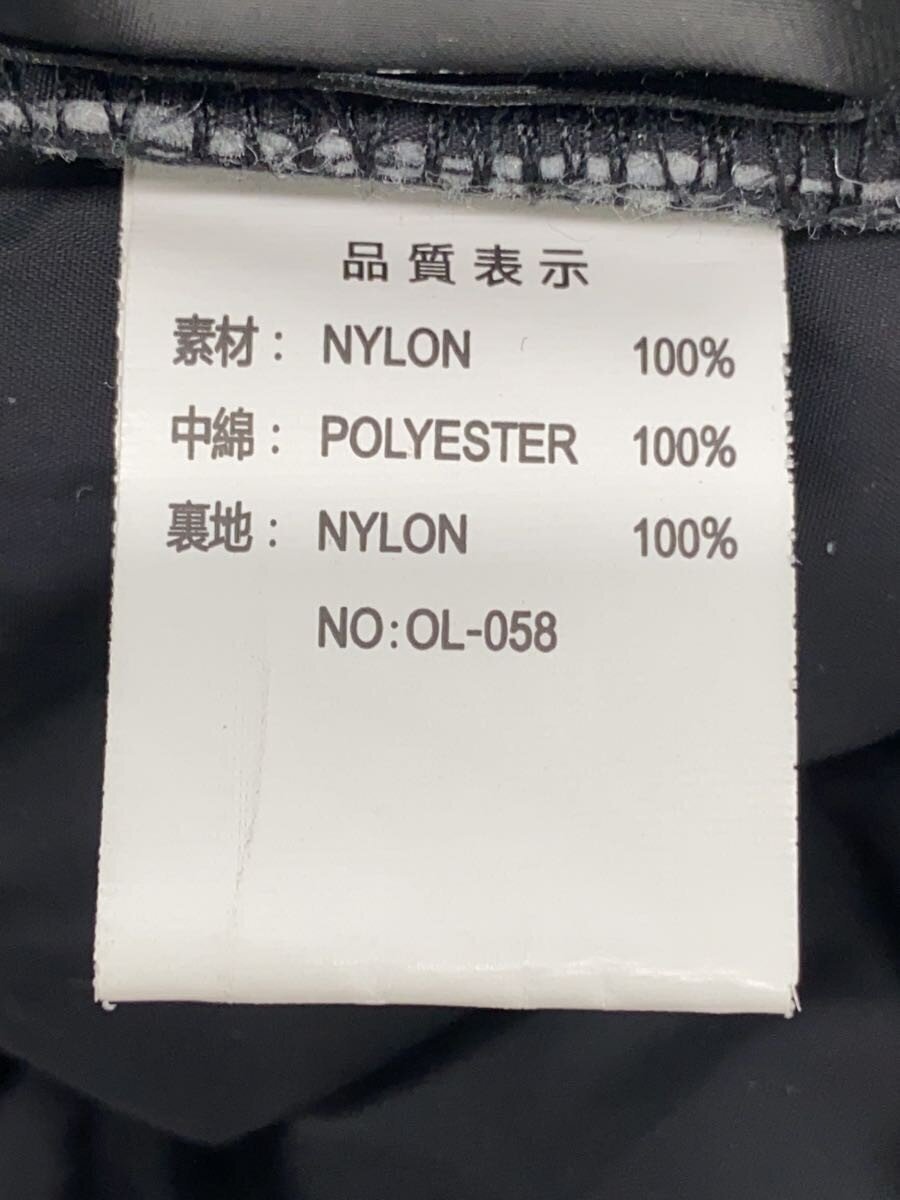 品質表示
素材： NYLON 100%
中綿： POLYESTER 100%
裏地： NYLON 100%
NO:OL-058